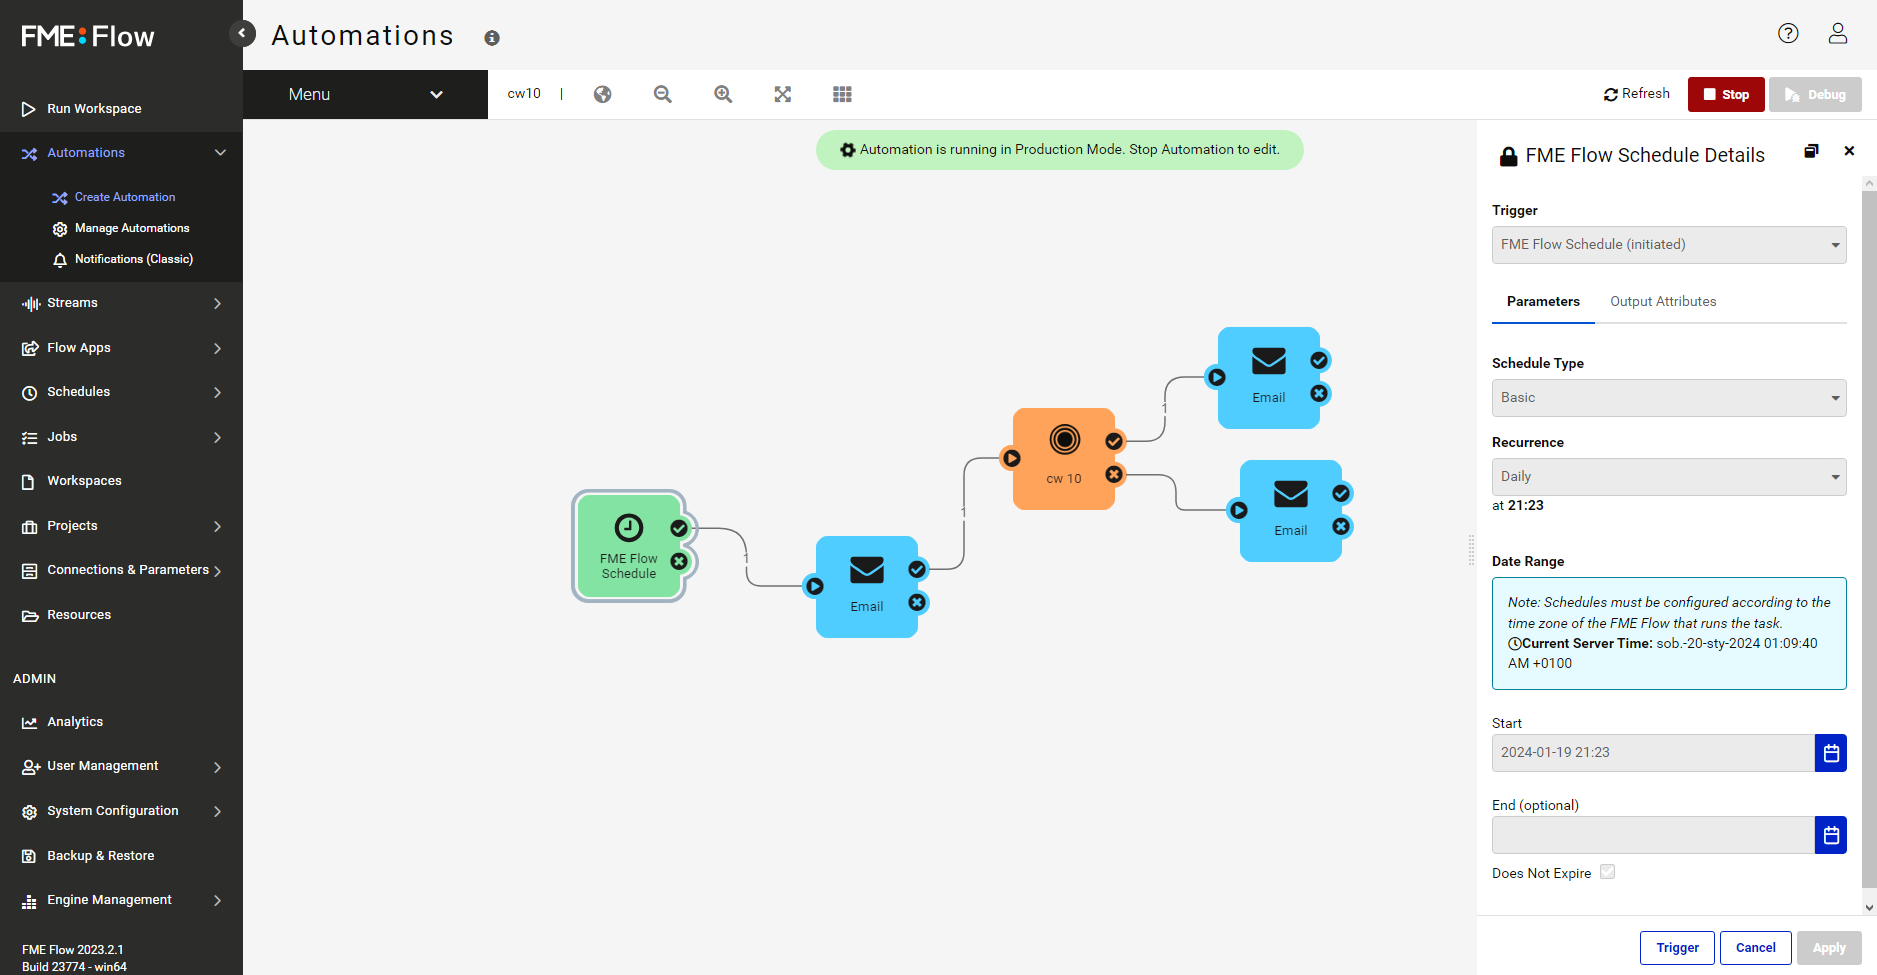 FME:Flow
Automations
Run Workspace
Automations
Create Automation
Manage Automations
Notifications (Classic)
Streams
Flow Apps
Schedules
Jobs
Workspaces
Projects
Connections & Parameters
Resources
ADMIN
Analytics
User Management
System Configuration
Backup & Restore
Engine Management
FME Flow 2023.2.1
Build 23774 - win64
Menu
cw10 |
Refresh
Stop
Debug
Automation is running in Production Mode. Stop Automation to edit.
FME Flow
Schedule
1
Email
1
cw 10
1
Email
Email
FME Flow Schedule Details
Trigger
FME Flow Schedule (initiated)
Parameters
Output Attributes
Schedule Type
Basic
Recurrence
Daily
at 21:23
Date Range
Note: Schedules must be configured according to the
time zone of the FME Flow that runs the task.
Current Server Time: sob.-20-sty-2024 01:09:40
AM +0100
Start
2024-01-19 21:23
End (optional)
Does Not Expire
Trigger
Cancel
Apply